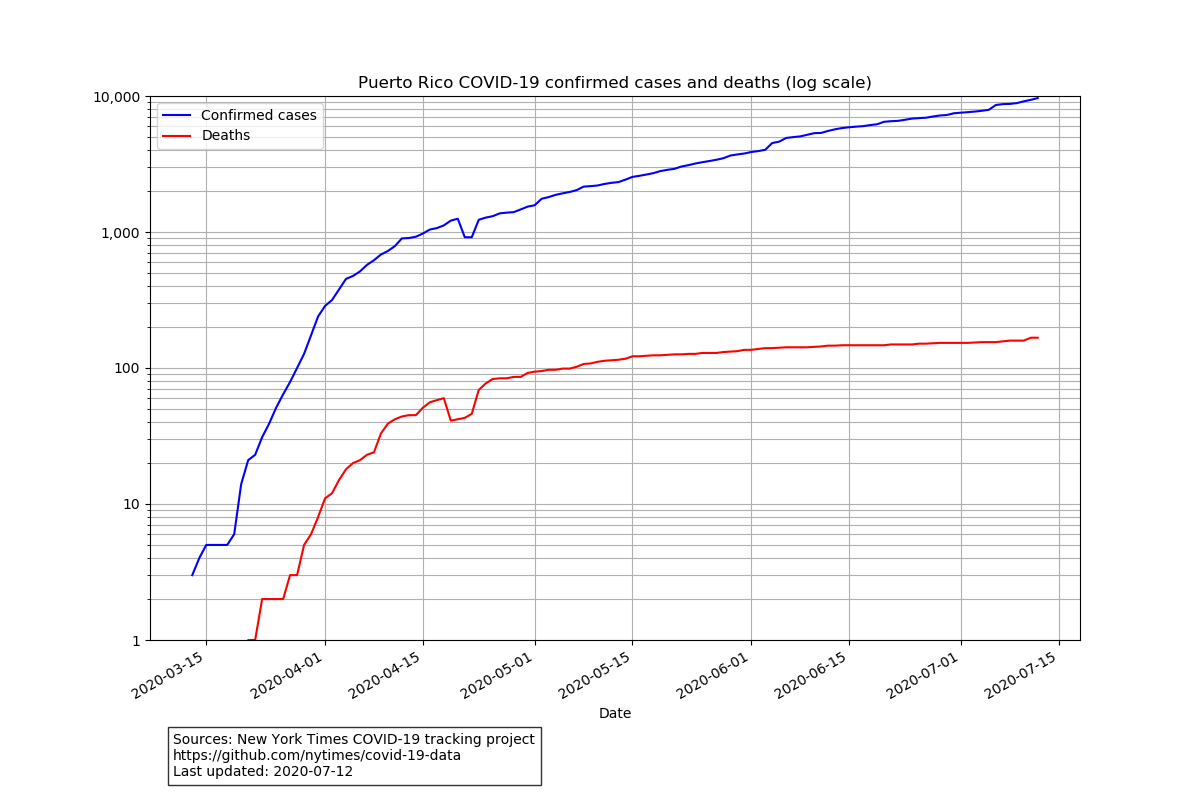 Puerto Rico COVID-19 confirmed cases and deaths (log scale)
10,000
1,000
100
10
1
Confirmed cases
Deaths
2020-03-15
2020-04-01
2020-04-15
2020-05-01
2020-05-15
2020-06-01
2020-06-15
2020-07-01
2020-07-15
Date
Sources: New York Times COVID-19 tracking project
https://github.com/nytimes/covid-19-data
Last updated: 2020-07-12